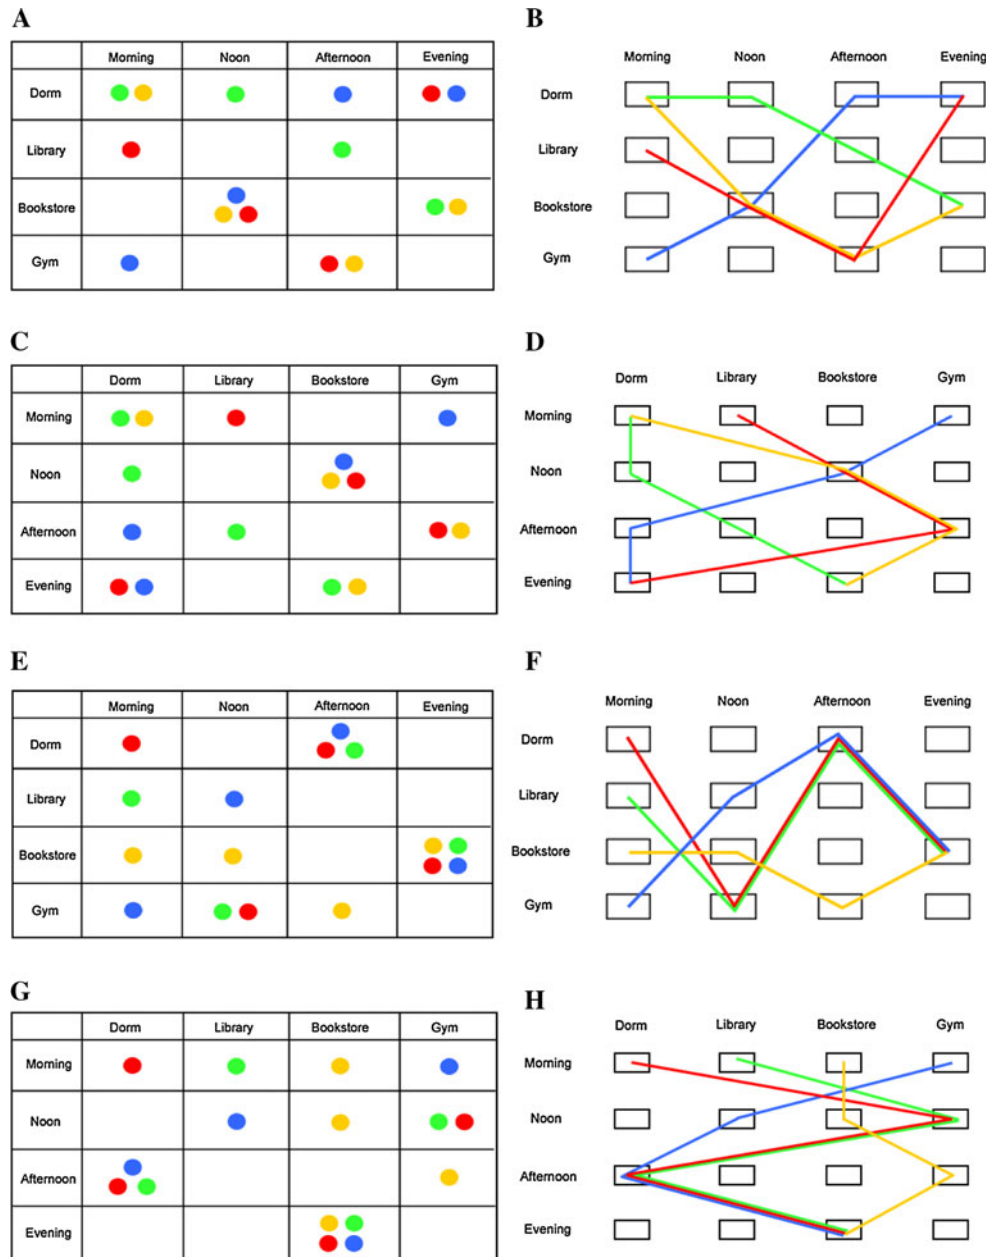 A
Morning Noon Afternoon Evening
Dorm
Library
Bookstore
Gym
B
Morning Noon Afternoon Evening
Dorm
Library
Bookstore
Gym
C
Dorm Library Bookstore Gym
Morning
Noon
Afternoon
Evening
D
Dorm Library Bookstore Gym
Morning
Noon
Afternoon
Evening
E
Morning Noon Afternoon Evening
Dorm
Library
Bookstore
Gym
F
Morning Noon Afternoon Evening
Dorm
Library
Bookstore
Gym
G
Dorm Library Bookstore Gym
Morning
Noon
Afternoon
Evening
H
Dorm Library Bookstore Gym
Morning
Noon
Afternoon
Evening